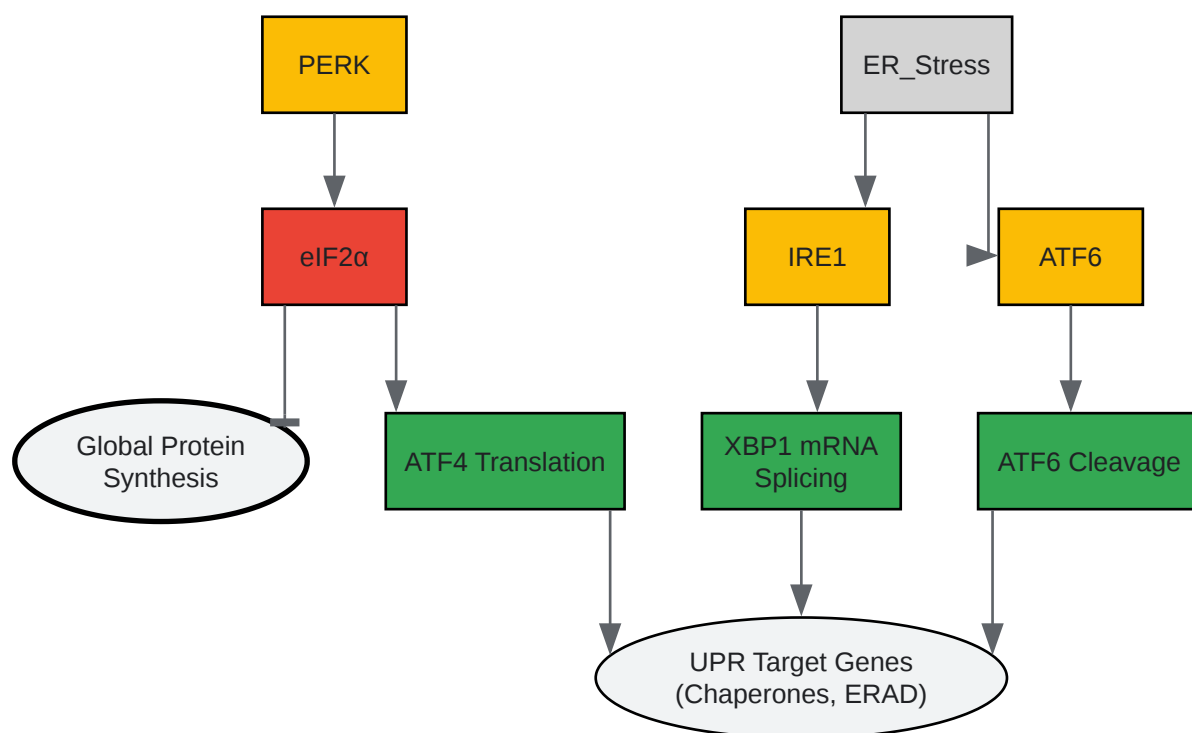 PERK
ER_Stress
eIF2α
IRE1
ATF6
Global Protein
Synthesis
ATF4 Translation
XBP1 mRNA
Splicing
ATF6 Cleavage
UPR Target Genes
(Chaperones, ERAD)